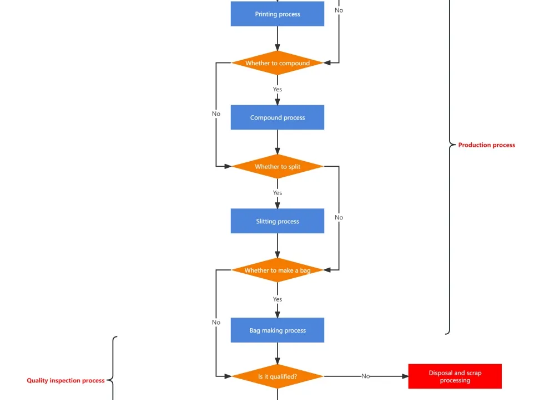 No
Printing process
Whether to compound
Yes
No
Compound process
Production process
Whether to split
Yes
No
Slitting process
Whether to make a bag
Yes
No
Bag making process
Is it qualified?
No
Disposal and scrap
processing
Quality inspection process